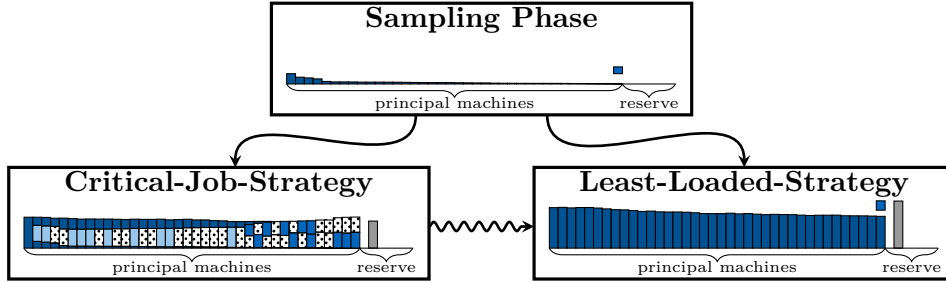 Sampling Phase
principal machines reserve
Critical-Job-Strategy
principal machines reserve
Least-Loaded-Strategy
principal machines reserve